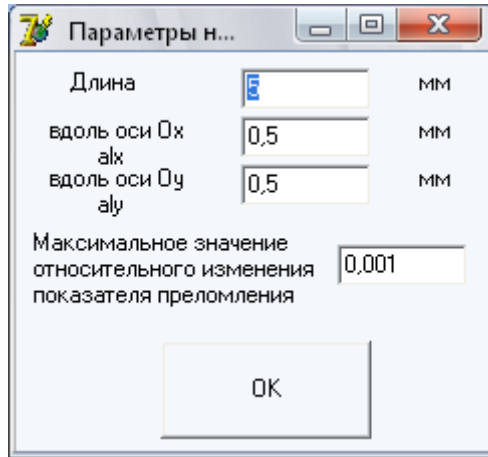 Параметры н...
Длина 5 мм
вдоль оси Ox 0,5 мм
alx
вдоль оси Oy 0,5 мм
aly
Максимальное значение
относительного изменения 0,001
показателя преломления
OK